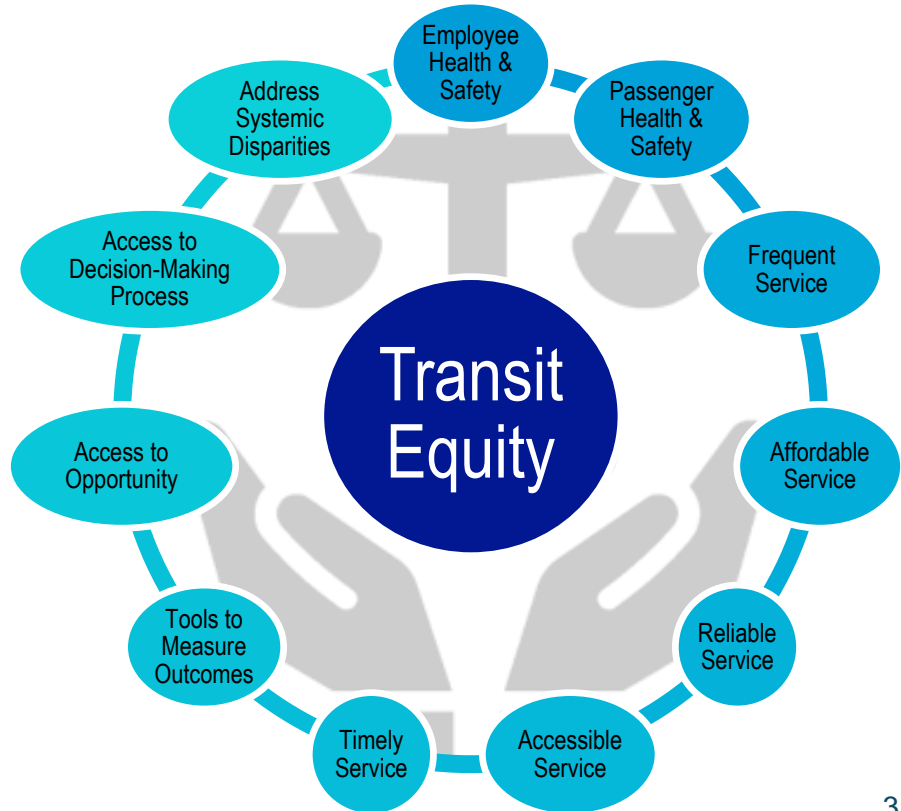 Employee
Health &
Safety
Passenger
Health &
Safety
Frequent
Service
Affordable
Service
Reliable
Service
Accessible
Service
Timely
Service
Tools to
Measure
Outcomes
Access to
Opportunity
Access to
Decision-Making
Process
Address
Systemic
Disparities
Transit
Equity
3